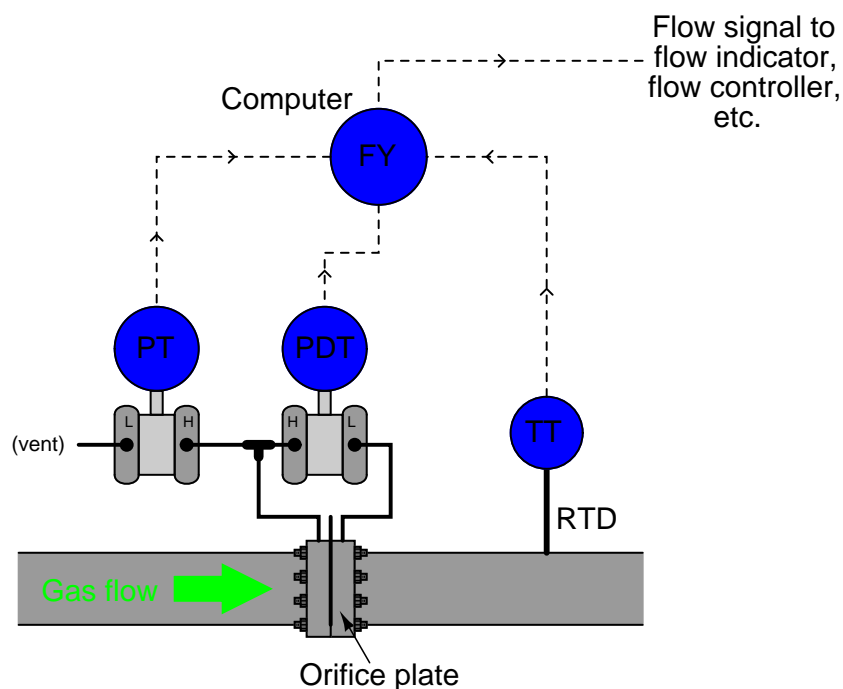 Flow signal to
flow indicator,
flow controller,
etc.
Computer
FY
PT
PDT
L
H
H
L
(vent)
TT
RTD
Gas flow
Orifice plate